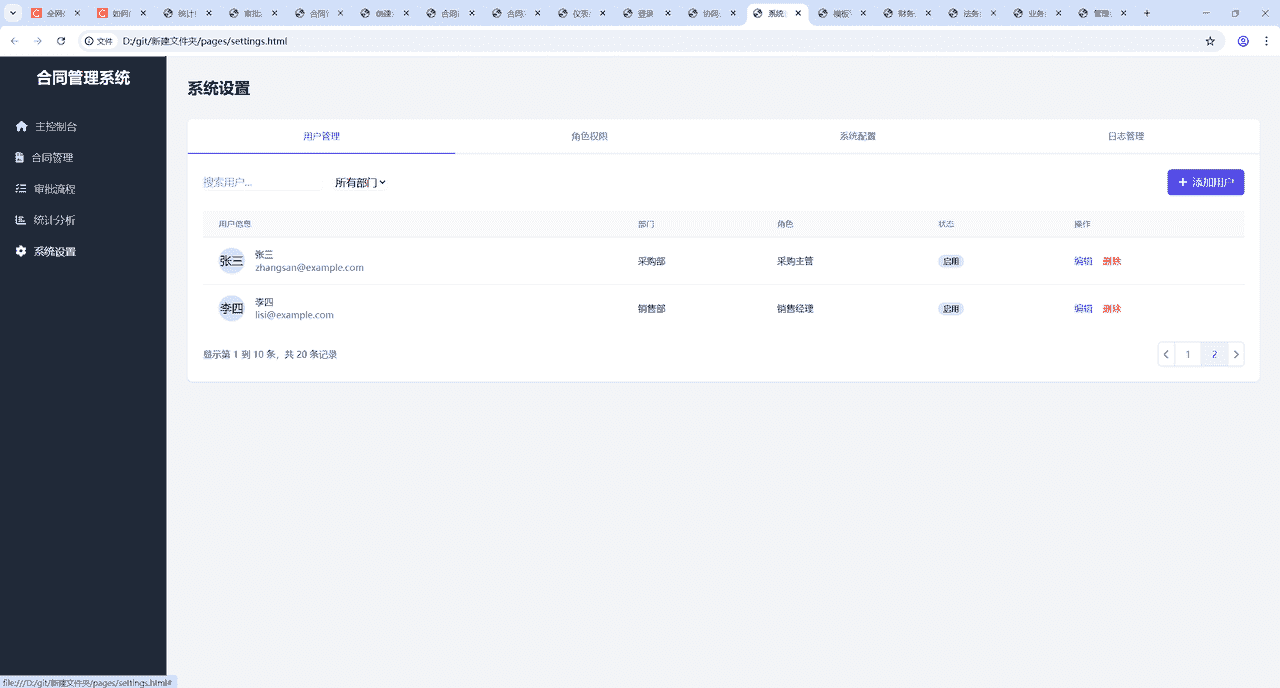 全网
如何
统计
审批
合同
创建
合同
合同
仪表
登录
协同
系统
模板
财务
法务
业务
管理
文件 D:/git/新建文件夹/pages/settings.html
合同管理系统
主控制台
合同管理
审批流程
统计分析
系统设置
系统设置
用户管理 角色权限 系统配置 日志管理
搜索用户... 所有部门 + 添加用户
用户信息 部门 角色 状态 操作
张三 张三 采购部 采购主管 启用 编辑 删除
zhangsan@example.com
李四 李四 销售部 销售经理 启用 编辑 删除
lisi@example.com
显示第 1 到 10 条，共 20 条记录 1 2
file:///D:/git/新建文件夹/pages/settings.html#